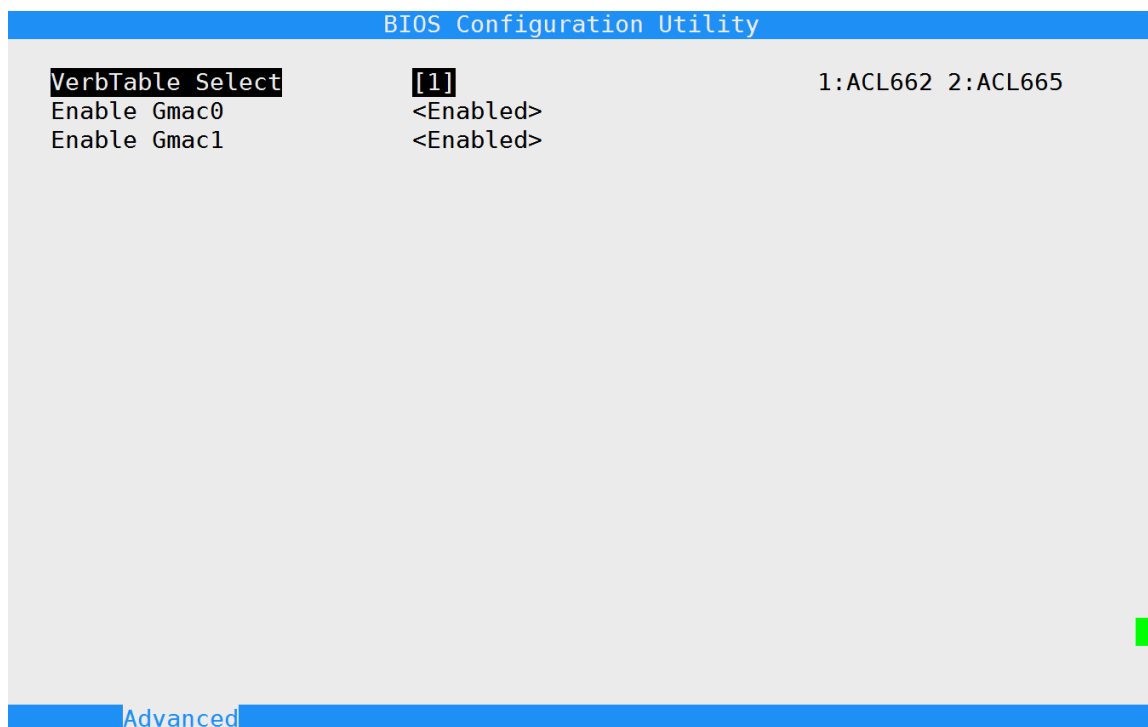 BIOS Configuration Utility
VerbTable Select [1] 1:ACL662 2:ACL665
Enable Gmac0 <Enabled>
Enable Gmac1 <Enabled>
Advanced